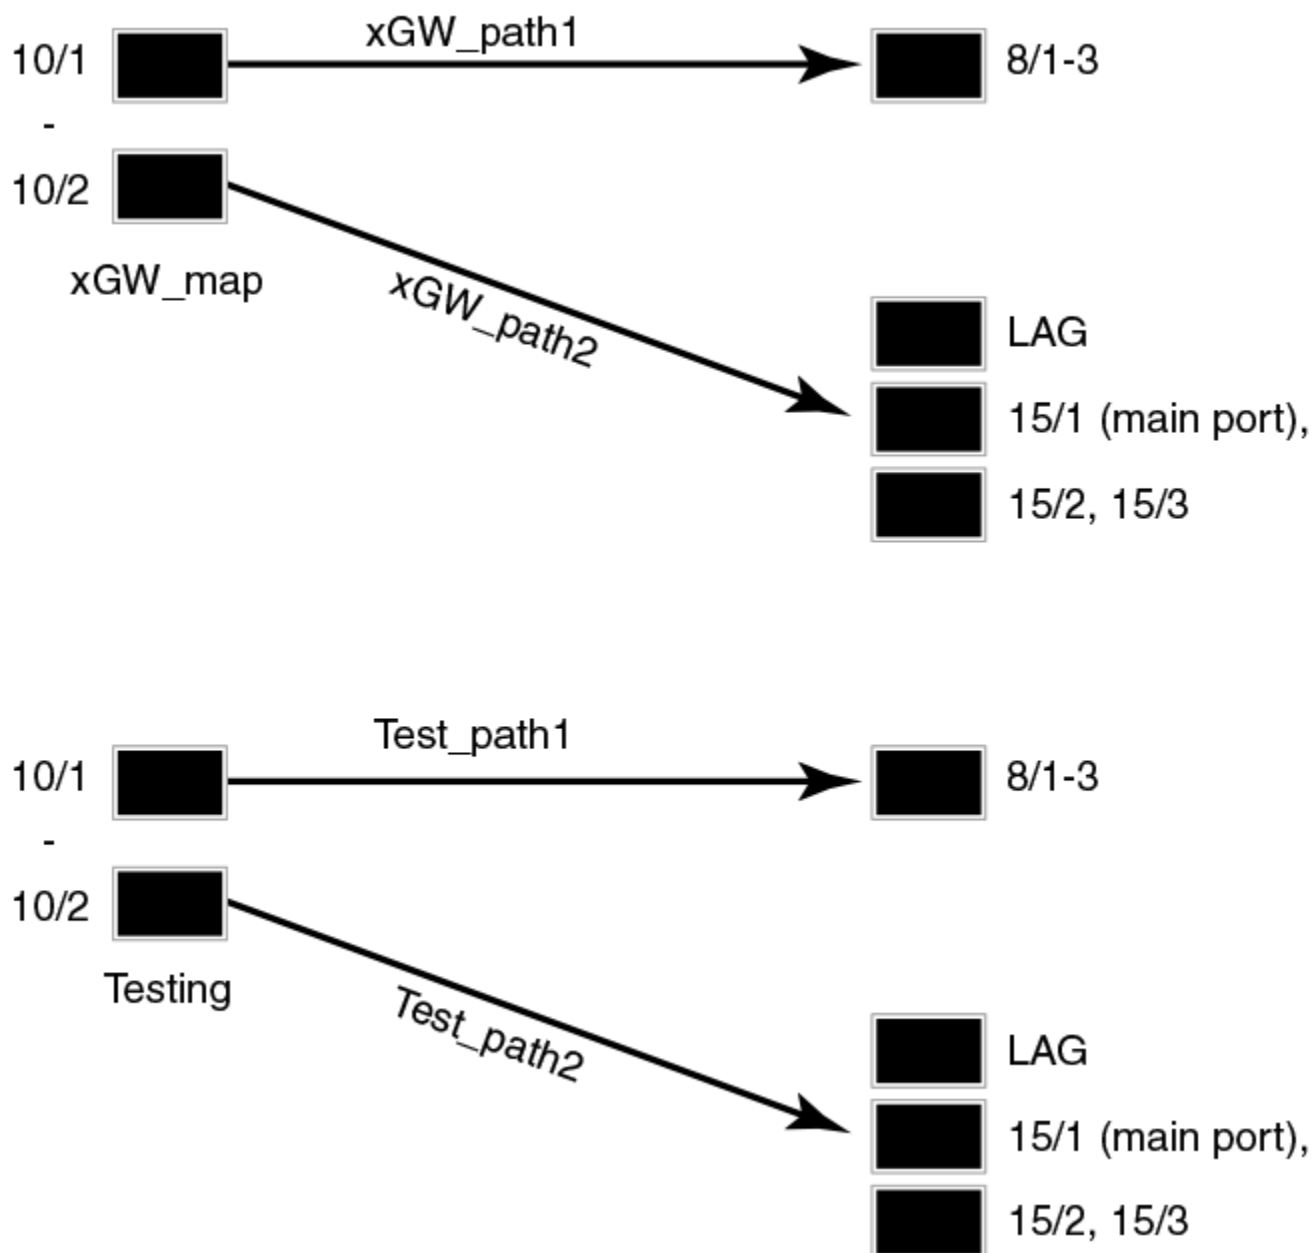 xGW_path1
10/1
8/1-3
-
10/2
xGW_map
xGW_path2
LAG
15/1 (main port),
15/2, 15/3
Test_path1
10/1
8/1-3
-
10/2
Testing
Test_path2
LAG
15/1 (main port),
15/2, 15/3